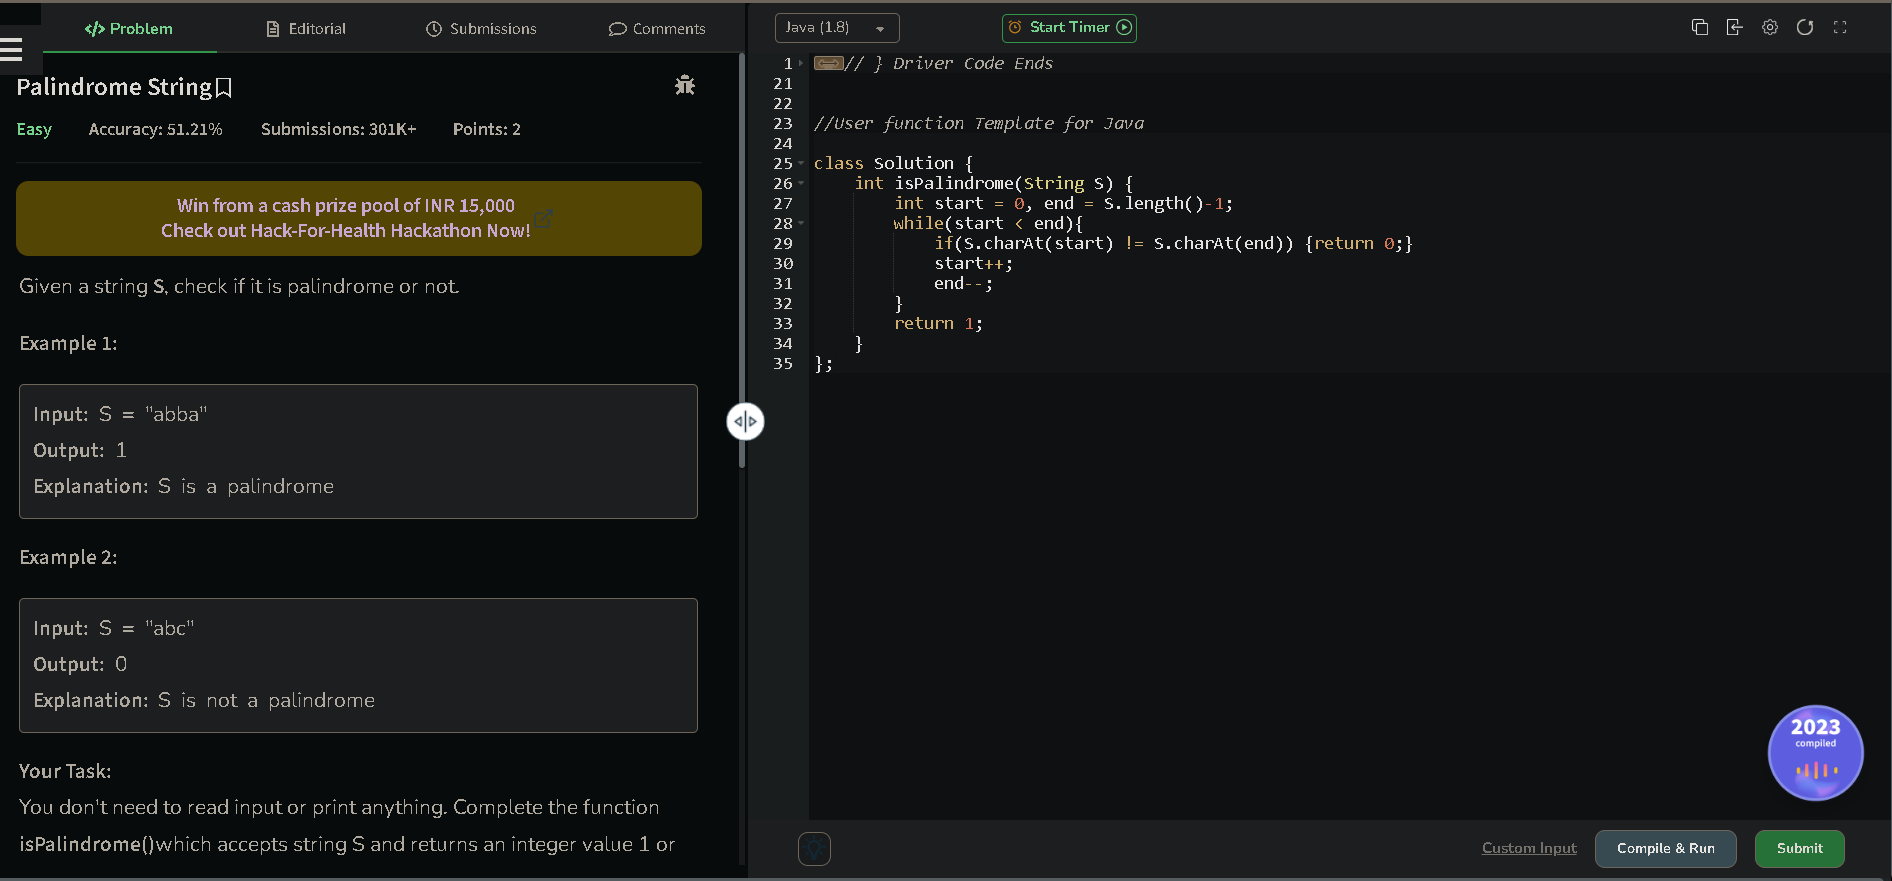 </> Problem
Editorial
Submissions
Comments
Palindrome String
Easy Accuracy: 51.21% Submissions: 301K+ Points: 2
Win from a cash prize pool of INR 15,000
Check out Hack-For-Health Hackathon Now!
Given a string S, check if it is palindrome or not.
Example 1:
Input: S = "abba"
Output: 1
Explanation: S is a palindrome
Example 2:
Input: S = "abc"
Output: 0
Explanation: S is not a palindrome
Your Task:
You don't need to read input or print anything. Complete the function
isPalindrome()which accepts string S and returns an integer value 1 or
Java (1.8)
Start Timer
1 // } Driver Code Ends
21
22
23 //User function Template for Java
24
25 class Solution {
26 int isPalindrome(String S) {
27 int start = 0, end = S.length()-1;
28 while(start < end){
29 if(S.charAt(start) != S.charAt(end)) {return 0;}
30 start++;
31 end--;
32 }
33 return 1;
34 }
35 };
2023
compiled
Custom Input
Compile & Run
Submit